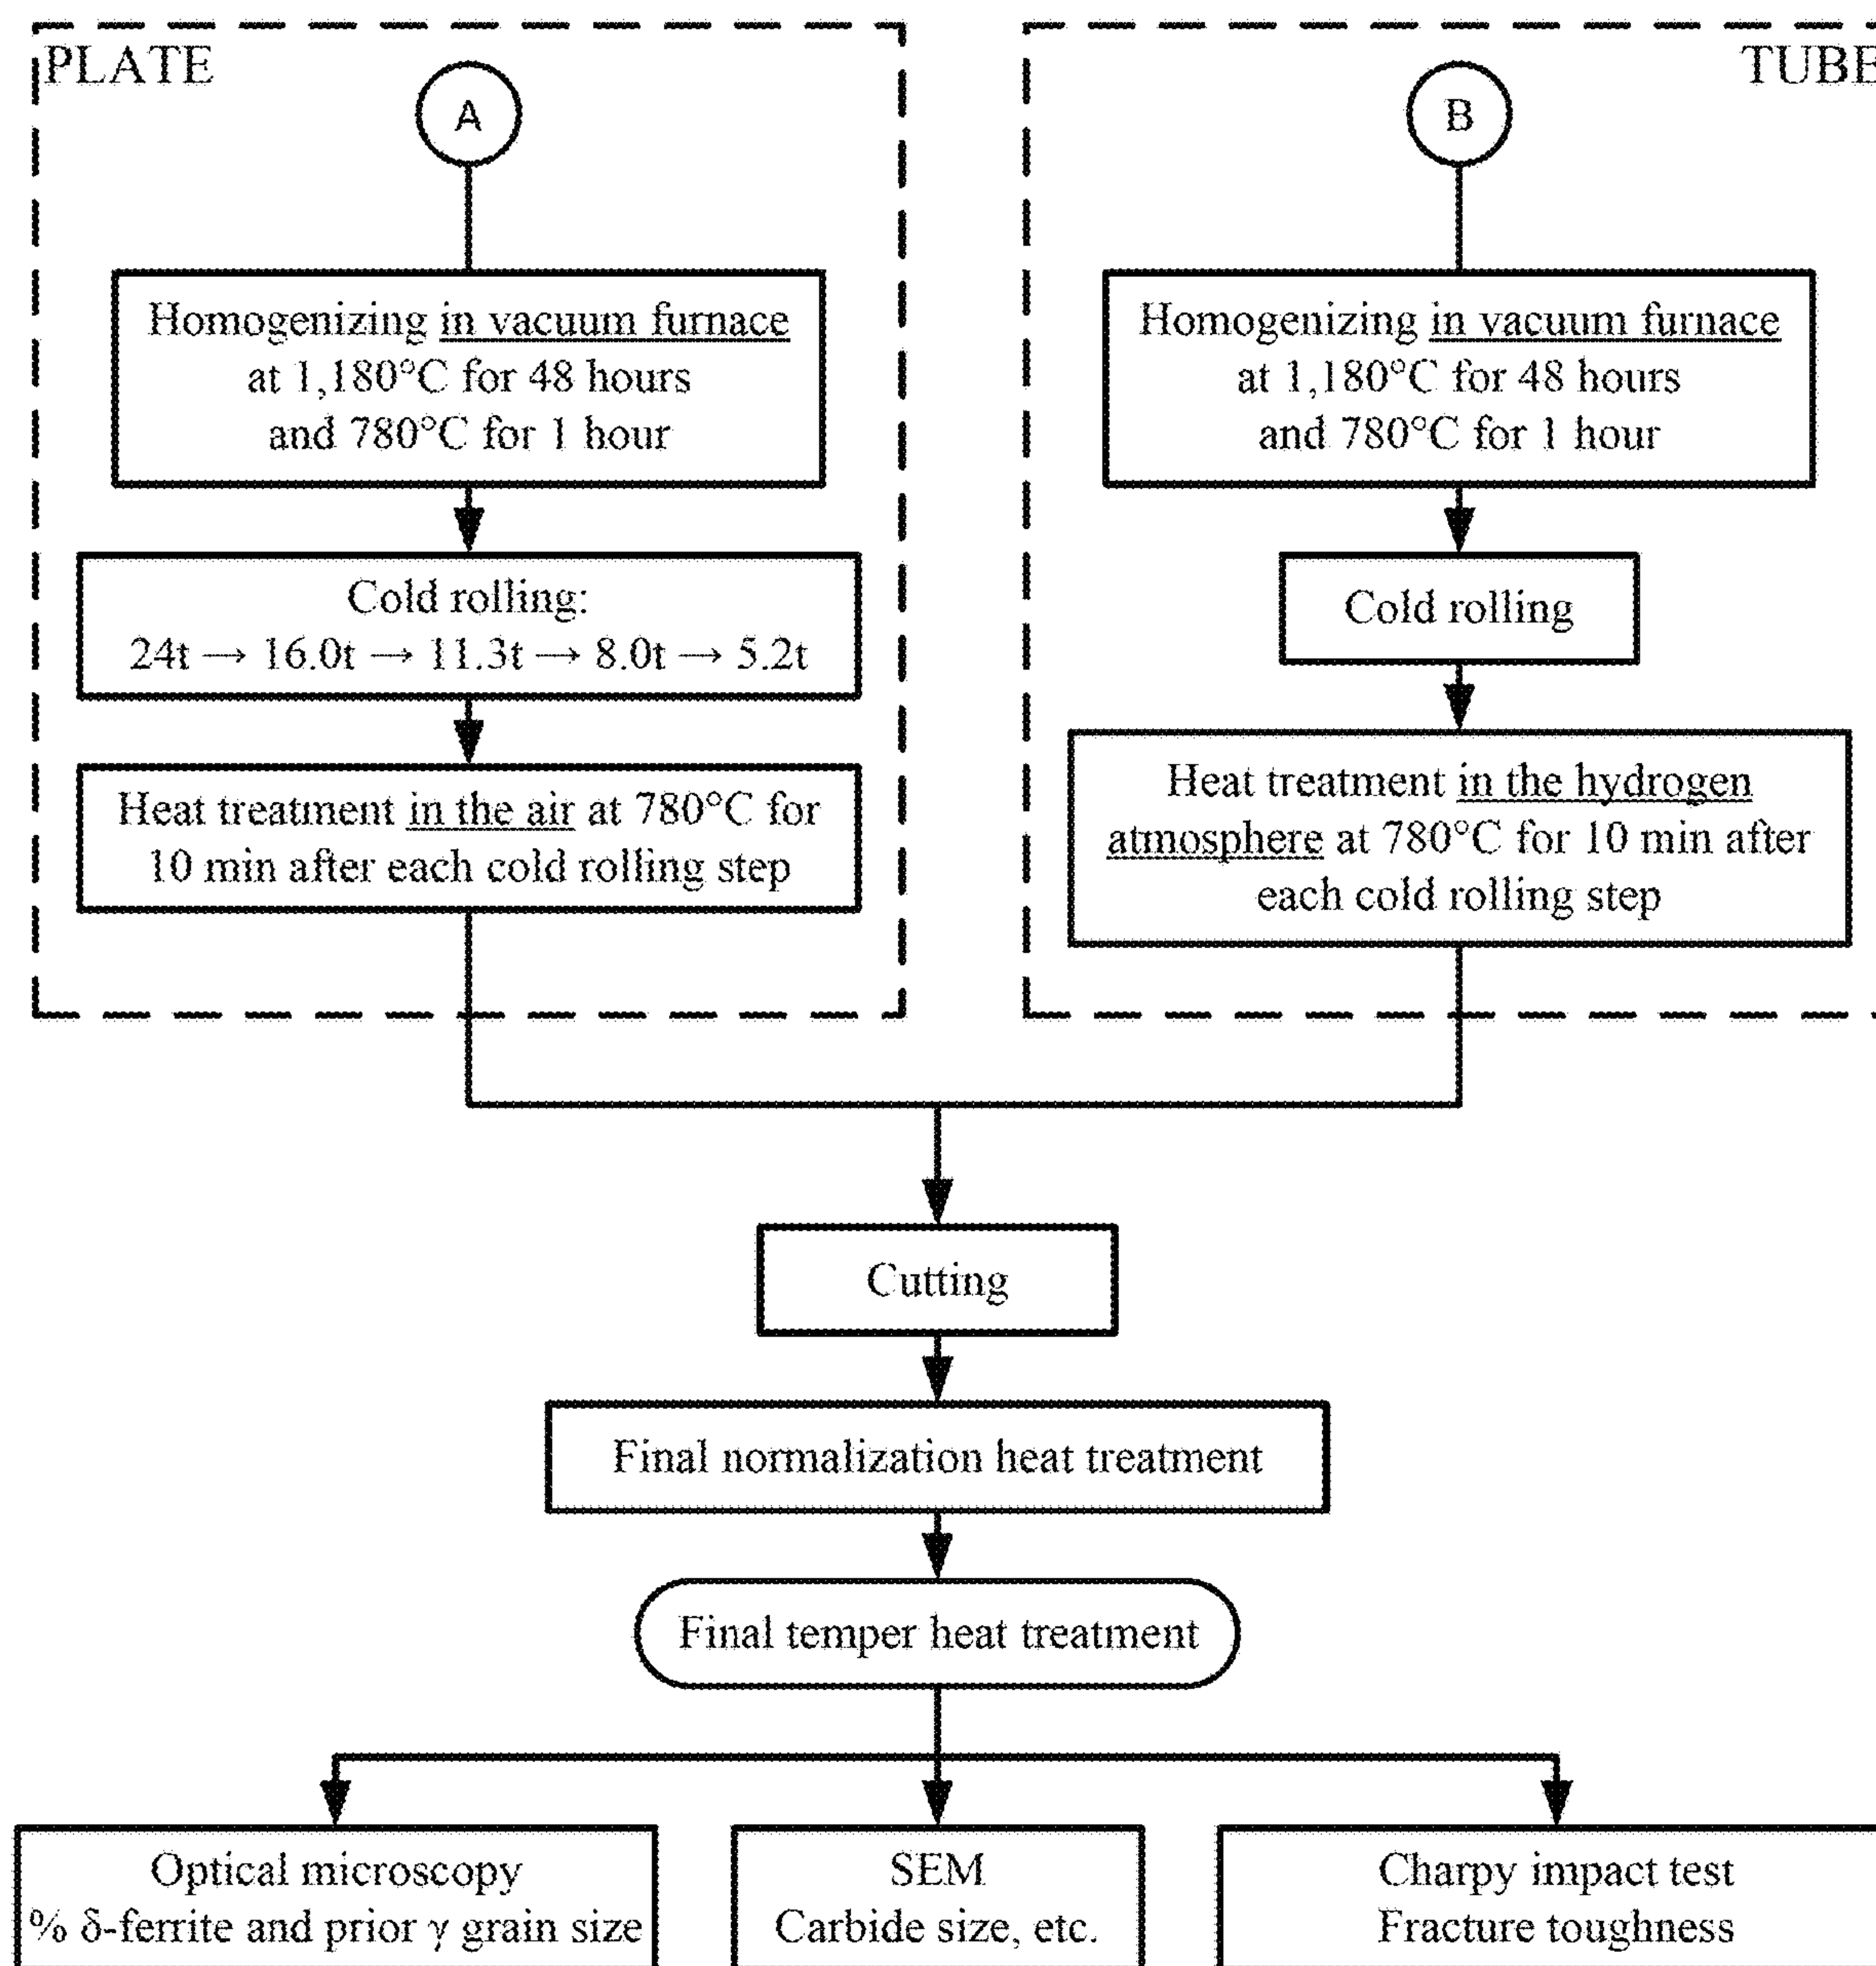 PLATE
A
Homogenizing in vacuum furnace
at 1,180°C for 48 hours
and 780°C for 1 hour
Cold rolling:
24t → 16.0t → 11.3t → 8.0t → 5.2t
Heat treatment in the air at 780°C for
10 min after each cold rolling step
TUBE
B
Homogenizing in vacuum furnace
at 1,180°C for 48 hours
and 780°C for 1 hour
Cold rolling
Heat treatment in the hydrogen
atmosphere at 780°C for 10 min after
each cold rolling step
Cutting
Final normalization heat treatment
Final temper heat treatment
Optical microscopy
% δ-ferrite and prior γ grain size
SEM
Carbide size, etc.
Charpy impact test
Fracture toughness